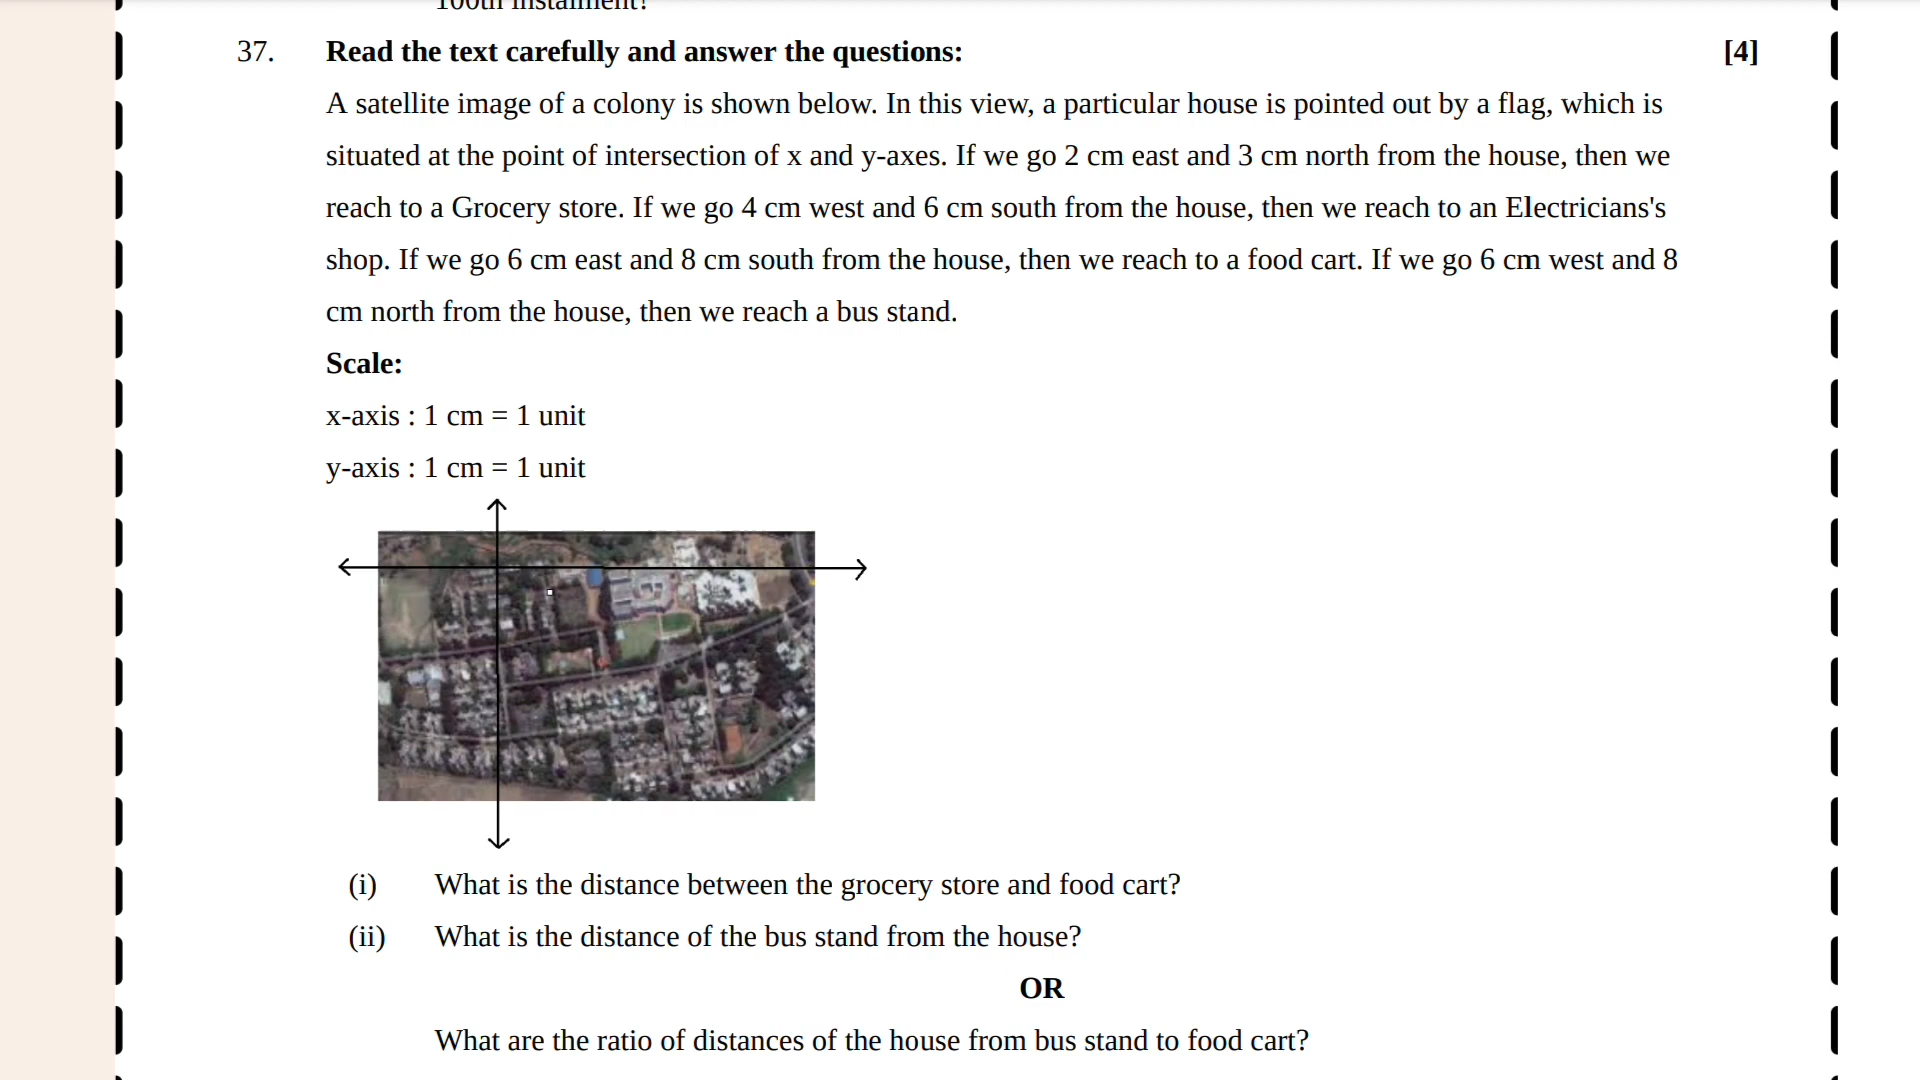 100th instalment?
37. Read the text carefully and answer the questions: [4]
A satellite image of a colony is shown below. In this view, a particular house is pointed out by a flag, which is
situated at the point of intersection of x and y-axes. If we go 2 cm east and 3 cm north from the house, then we
reach to a Grocery store. If we go 4 cm west and 6 cm south from the house, then we reach to an Electricians's
shop. If we go 6 cm east and 8 cm south from the house, then we reach to a food cart. If we go 6 cm west and 8
cm north from the house, then we reach a bus stand.
Scale:
x-axis : 1 cm = 1 unit
y-axis : 1 cm = 1 unit
(i) What is the distance between the grocery store and food cart?
(ii) What is the distance of the bus stand from the house?
OR
What are the ratio of distances of the house from bus stand to food cart?